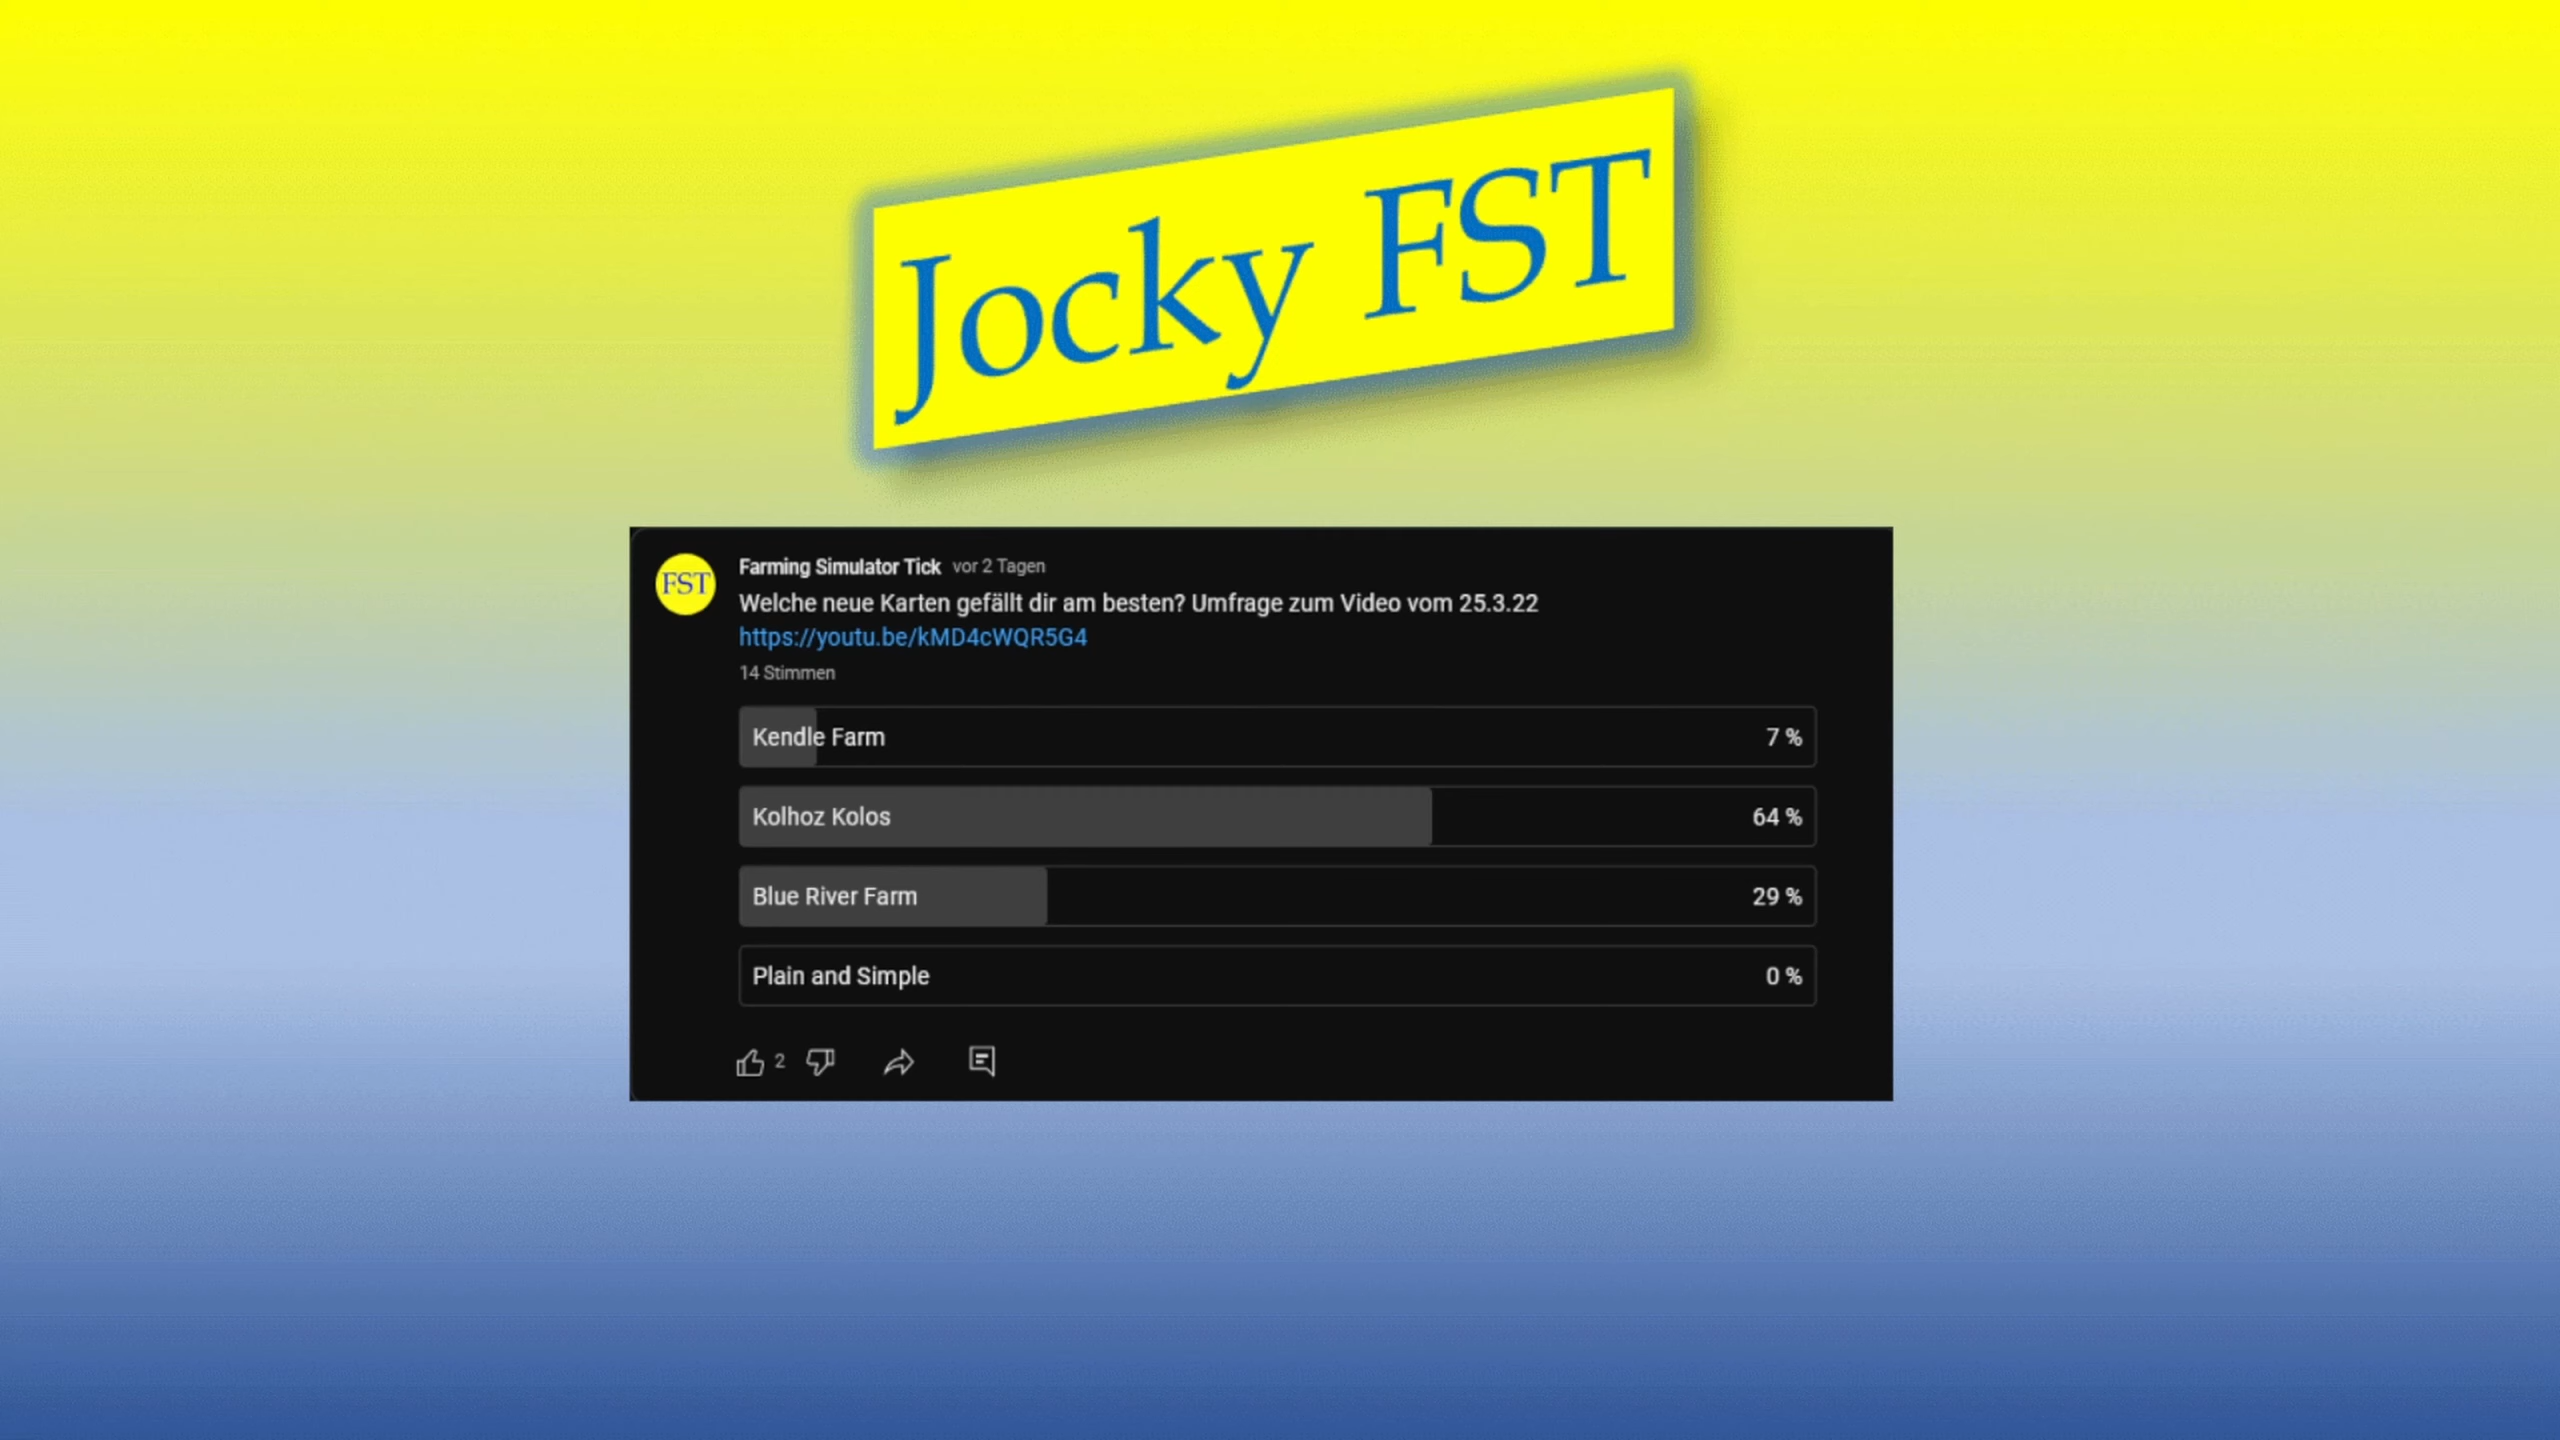 Jocky FST
FST
Farming Simulator Tick vor 2 Tagen
Welche neue Karten gefällt dir am besten? Umfrage zum Video vom 25.3.22
https://youtu.be/kMD4cWQR5G4
14 Stimmen
Kendle Farm 7 %
Kolhoz Kolos 64 %
Blue River Farm 29 %
Plain and Simple 0 %
2